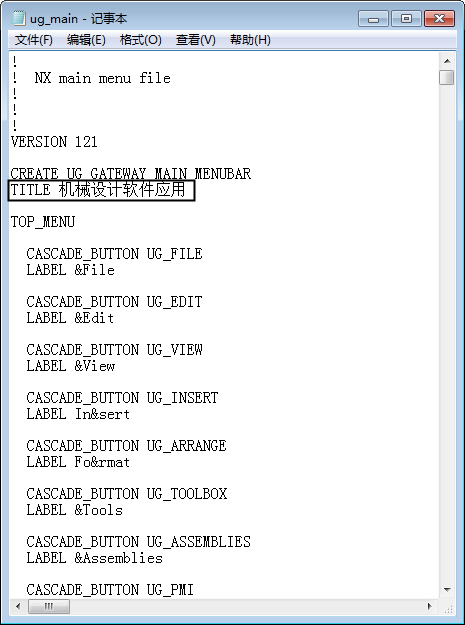 ug_main - 记事本
文件(F) 编辑(E) 格式(O) 查看(V) 帮助(H)
!
! NX main menu file
!
!
!
VERSION 121
CREATE UG_GATEWAY_MAIN_MENUBAR
TITLE 机械设计软件应用
TOP_MENU
CASCADE_BUTTON UG_FILE
LABEL &File
CASCADE_BUTTON UG_EDIT
LABEL &Edit
CASCADE_BUTTON UG_VIEW
LABEL &View
CASCADE_BUTTON UG_INSERT
LABEL In&sert
CASCADE_BUTTON UG_ARRANGE
LABEL Fo&rmat
CASCADE_BUTTON UG_TOOLBOX
LABEL &Tools
CASCADE_BUTTON UG_ASSEMBLIES
LABEL &Assemblies
CASCADE_BUTTON UG_PMI